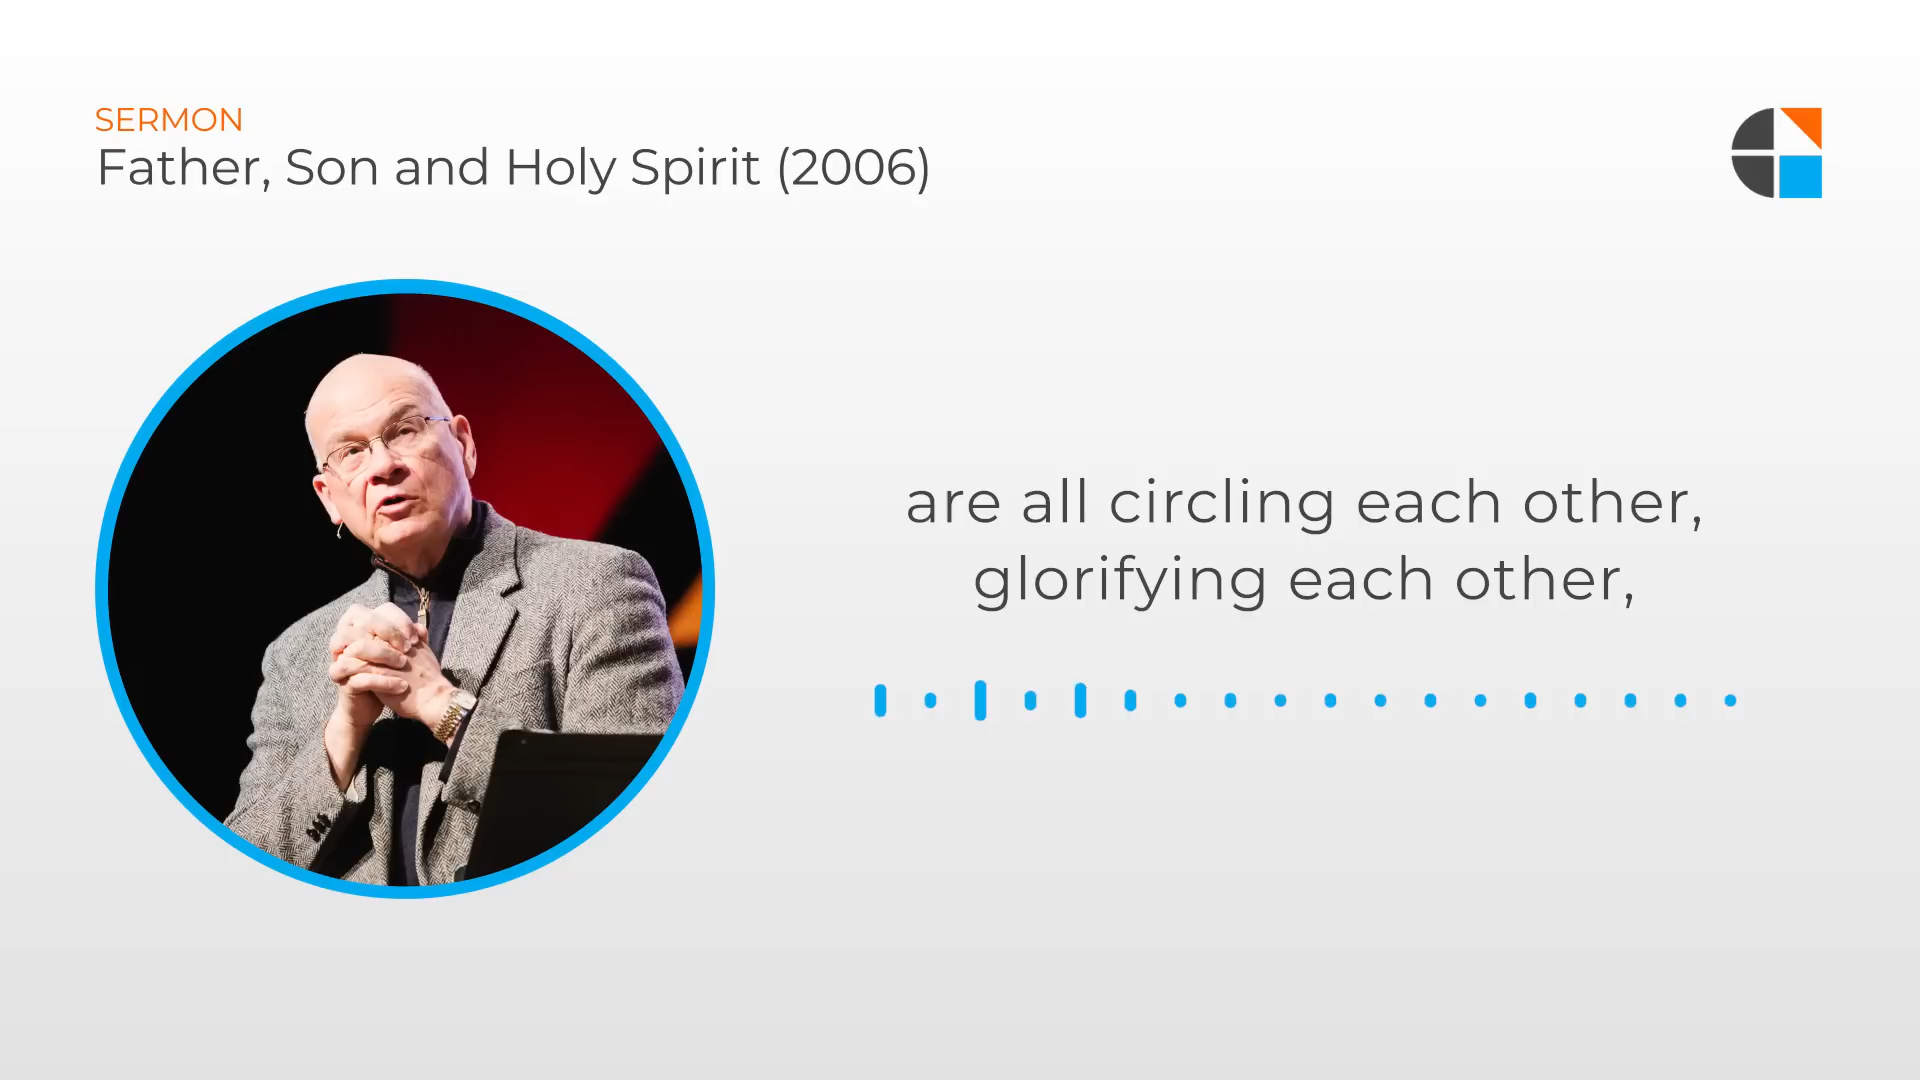 SERMON
Father, Son and Holy Spirit (2006)
are all circling each other,
glorifying each other,